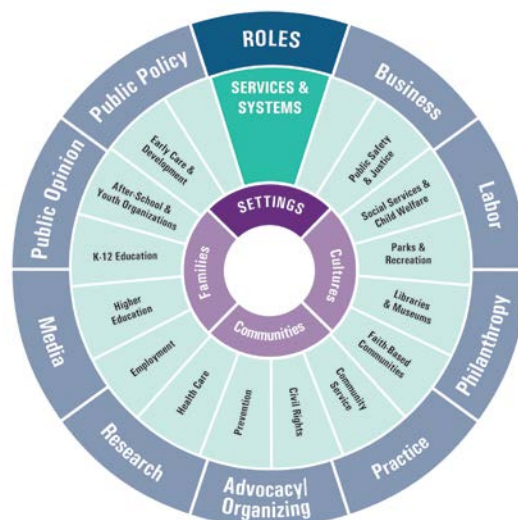 ROLES
Business
Labor
Philanthropy
Practice
Advocacy/
Organizing
Research
Media
Public Opinion
Public Policy
SERVICES &
SYSTEMS
Public Safety
& Justice
Social Services &
Child Welfare
Parks &
Recreation
Libraries
& Museums
Faith-Based
Communities
Community
Service
Civil Rights
Prevention
Health Care
Employment
Higher
Education
K-12 Education
After-School &
Youth Organizations
Early Care &
Development
SETTINGS
Cultures
Communities
Families